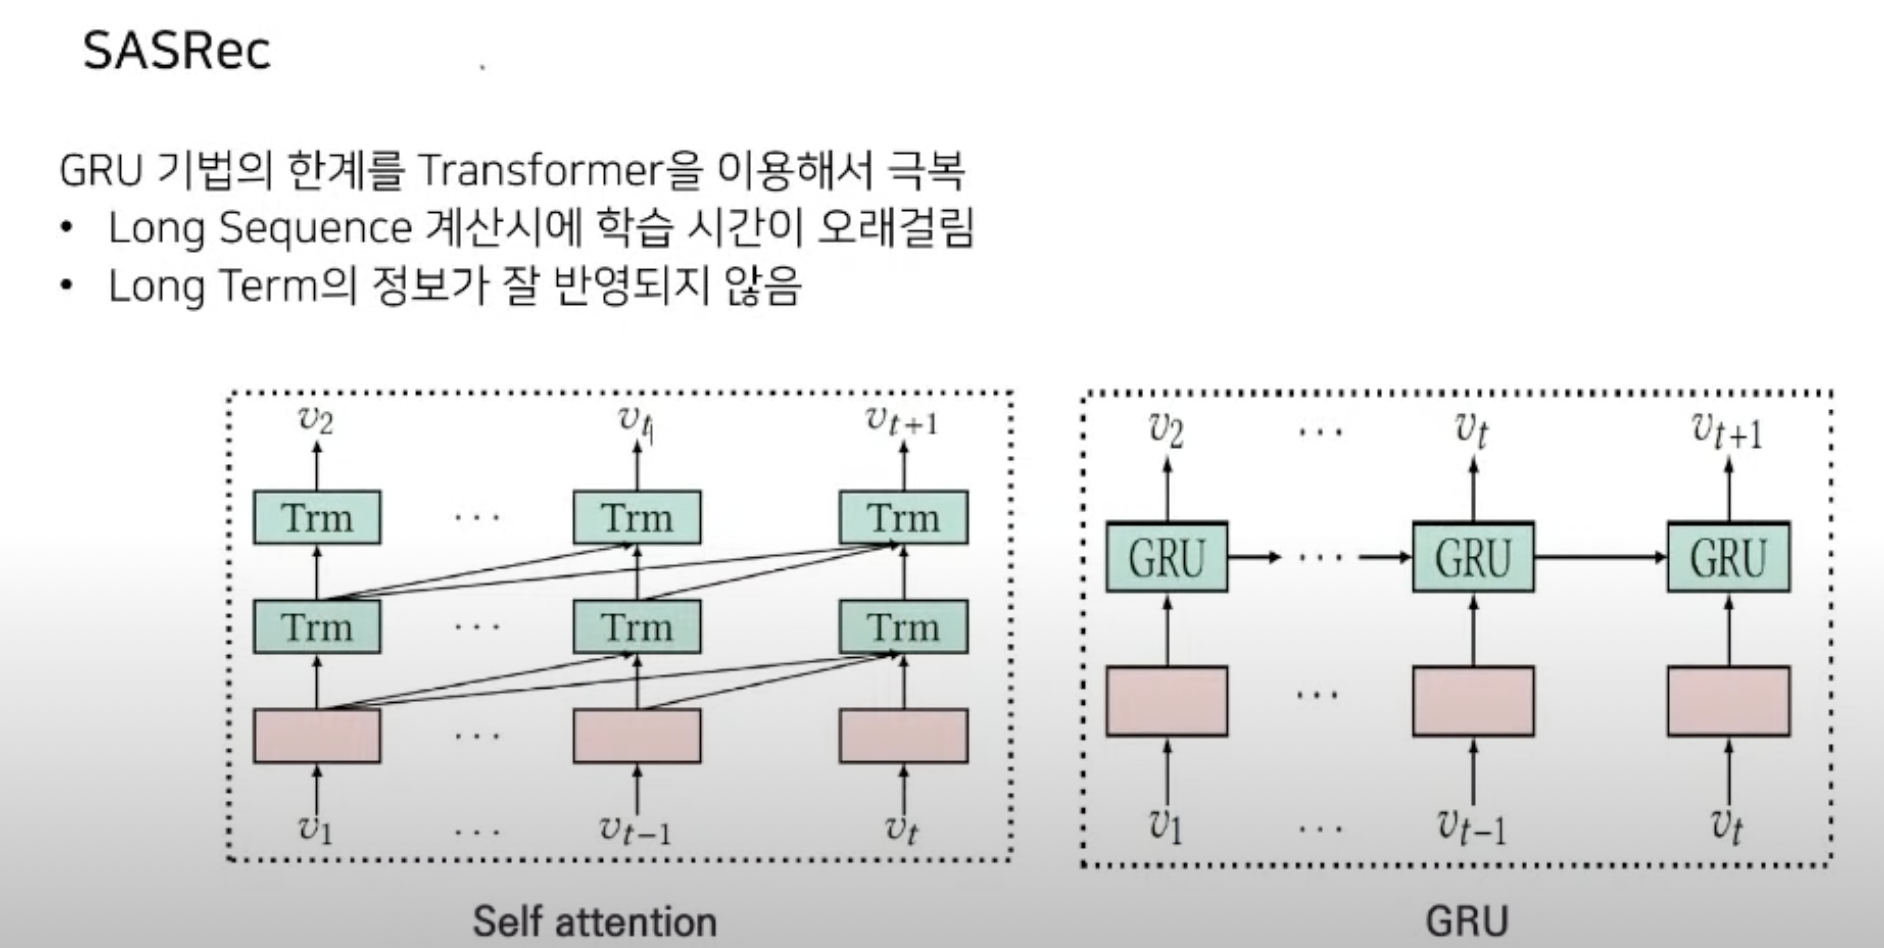 SASRec
GRU 기법의 한계를 Transformer을 이용해서 극복
• Long Sequence 계산시에 학습 시간이 오래걸림
• Long Term의 정보가 잘 반영되지 않음
v2 vt vt+1
Trm ... Trm Trm
Trm ... Trm Trm
...
v1 ... vt−1 vt
Self attention
v2 ... vt vt+1
GRU ... GRU GRU
...
v1 ... vt−1 vt
GRU